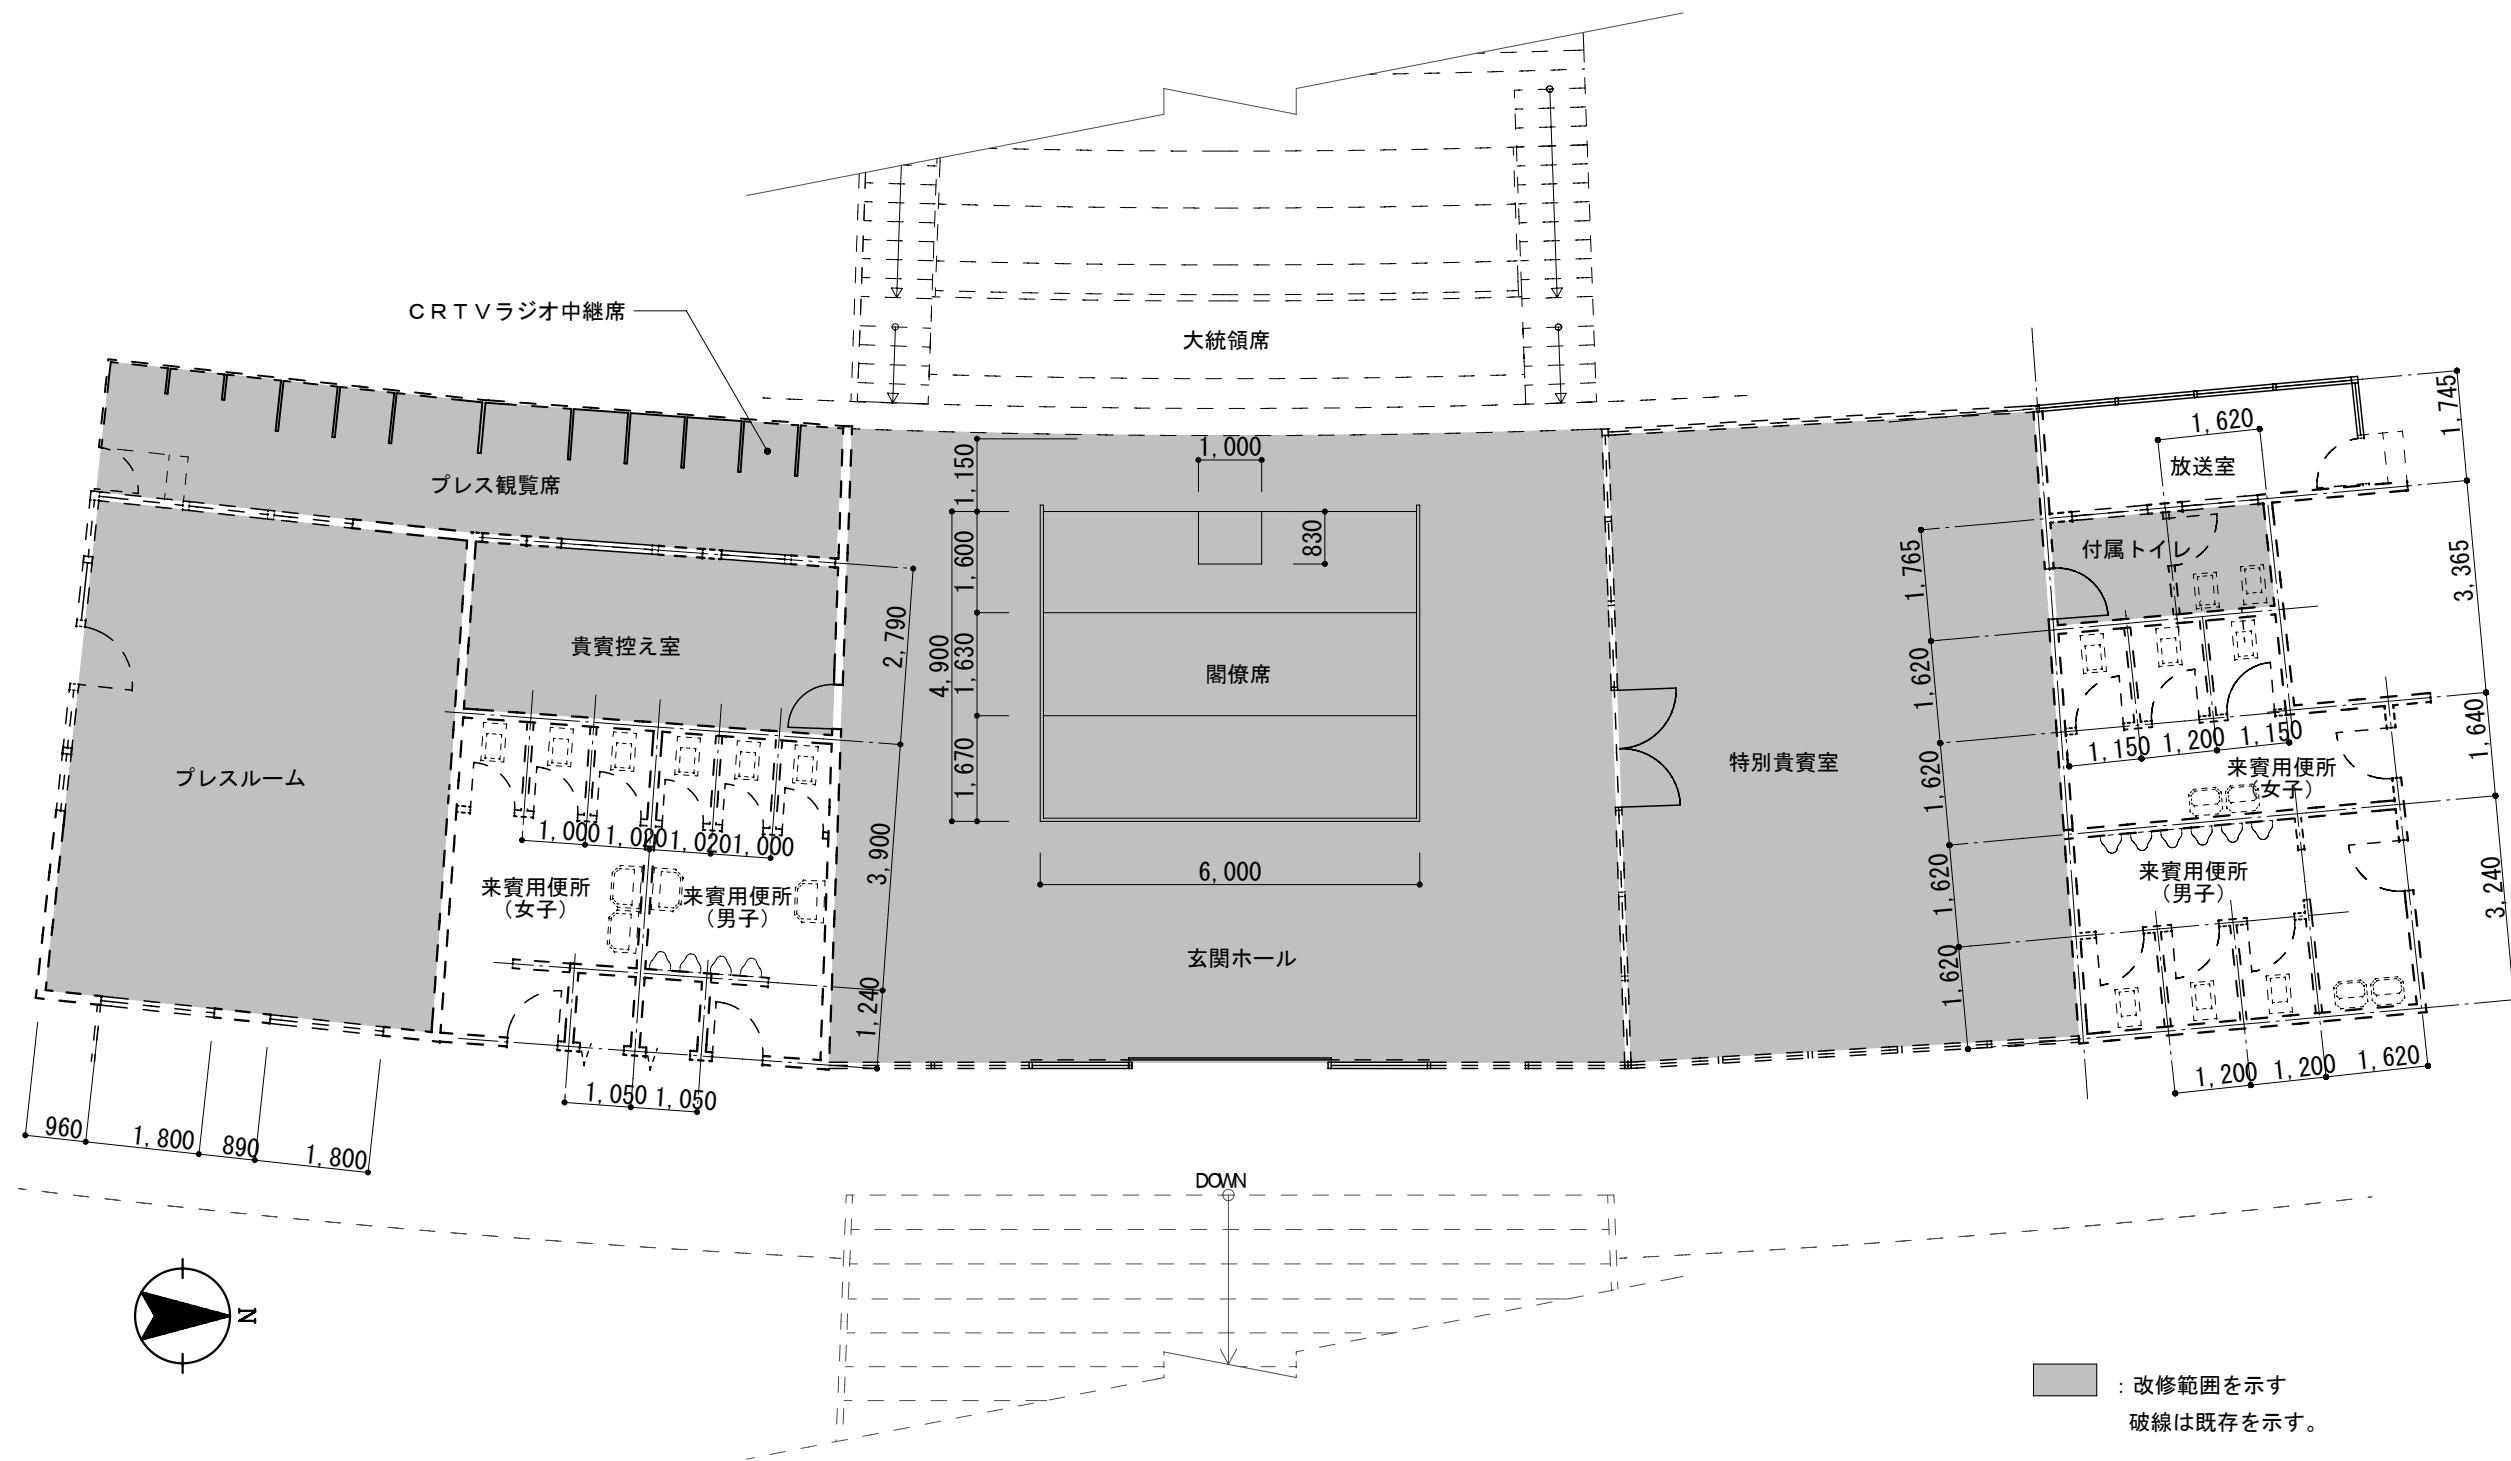 CRTVラジオ中継席
大統領席
1,745
1,620
放送室
プレス観覧席
1,000
1,150
830
1,600
1,765
付属トイレ
3,365
貴賓控え室
2,790
4,900
1,630
閣僚席
1,620
1,640
1,150
1,200
1,150
プレスルーム
特別貴賓室
1,620
来賓用便所
(女子)
1,670
1,000
1,020
1,020
1,000
3,900
6,000
1,620
来賓用便所
(男子)
3,240
来賓用便所
(女子)
来賓用便所
(男子)
玄関ホール
1,620
1,240
1,050
1,050
1,200
1,200
1,620
960
1,800
890
1,800
DOWN
N
:改修範囲を示す
破線は既存を示す。